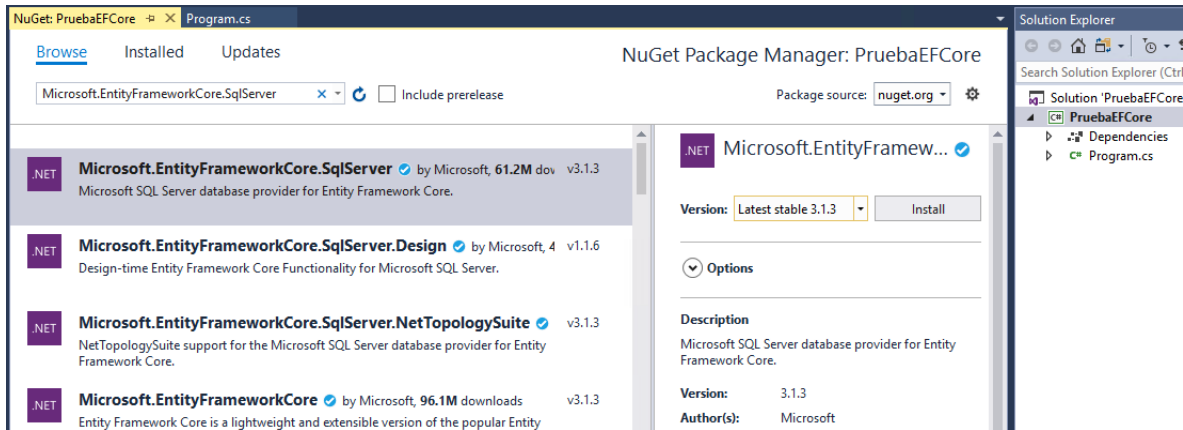 NuGet: PruebaEFCore
Program.cs
Browse Installed Updates
NuGet Package Manager: PruebaEFCore
Microsoft.EntityFrameworkCore.SqlServer
Include prerelease
Package source: nuget.org
.NET
Microsoft.EntityFrameworkCore.SqlServer by Microsoft, 61.2M dov v3.1.3
Microsoft SQL Server database provider for Entity Framework Core.
.NET
Microsoft.EntityFrameworkCore.SqlServer.Design by Microsoft, 4 v1.1.6
Design-time Entity Framework Core Functionality for Microsoft SQL Server.
.NET
Microsoft.EntityFrameworkCore.SqlServer.NetTopologySuite v3.1.3
NetTopologySuite support for the Microsoft SQL Server database provider for Entity
Framework Core.
.NET
Microsoft.EntityFrameworkCore by Microsoft, 96.1M downloads v3.1.3
Entity Framework Core is a lightweight and extensible version of the popular Entity
.NET
Microsoft.EntityFramew...
Version: Latest stable 3.1.3 Install
Options
Description
Microsoft SQL Server database provider for Entity
Framework Core.
Version: 3.1.3
Author(s): Microsoft
Solution Explorer
Search Solution Explorer (Ctrl
Solution 'PruebaEFCore
C# PruebaEFCore
Dependencies
C# Program.cs